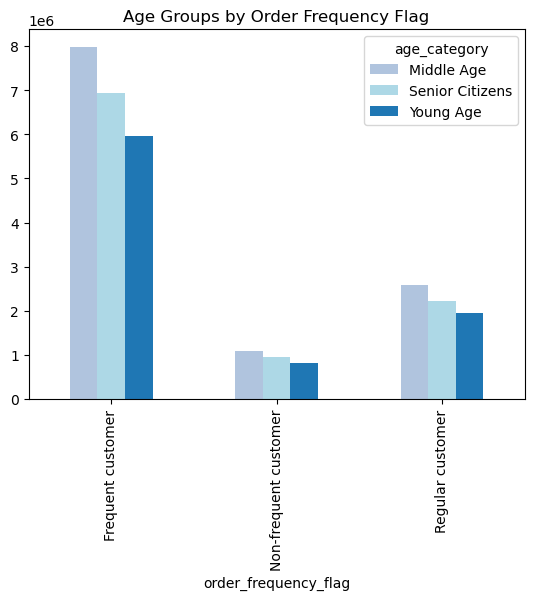 Age Groups by Order Frequency Flag
1e6
8
7
6
5
4
3
2
1
0
age_category
Middle Age
Senior Citizens
Young Age
Frequent customer
Non-frequent customer
Regular customer
order_frequency_flag